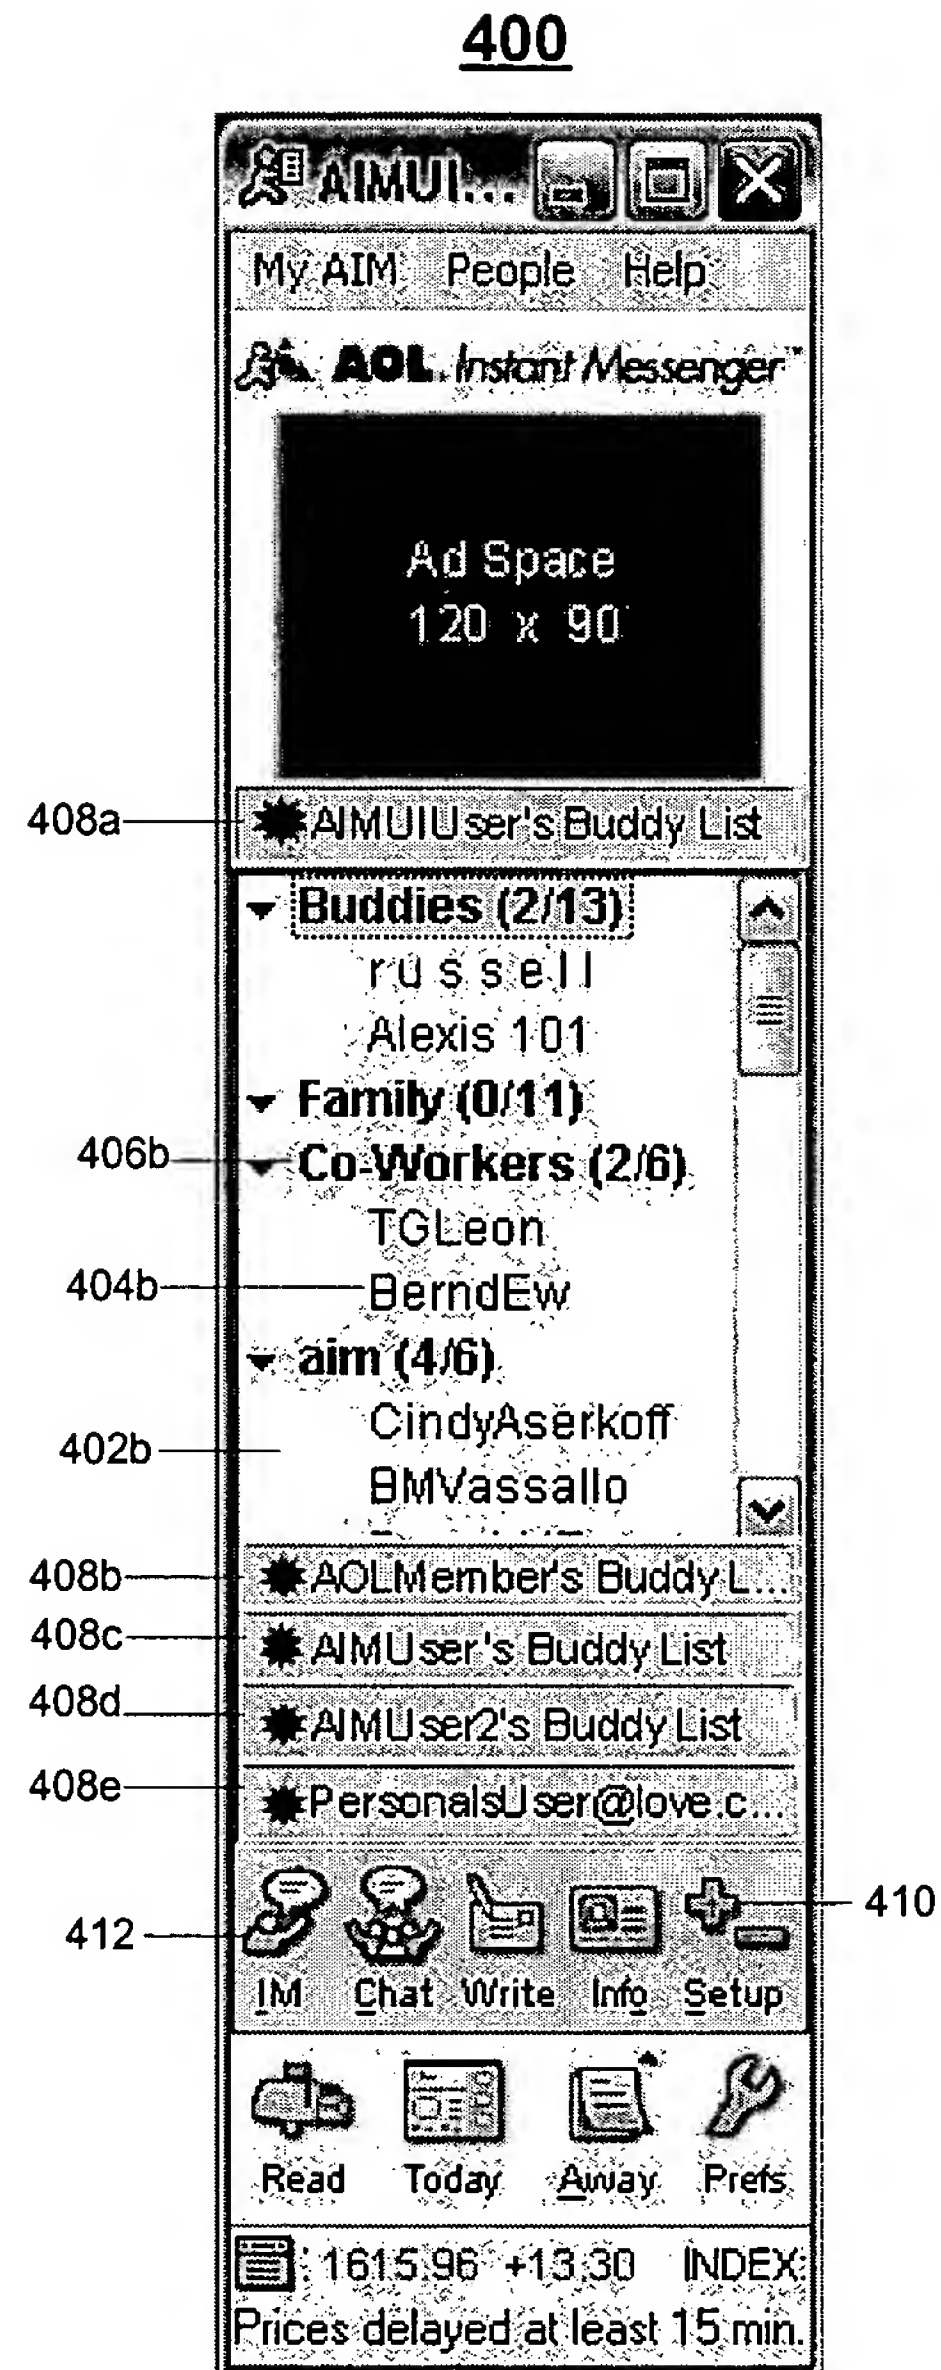 400
AIMUI...
My AIM People Help
AOL Instant Messenger™
Ad Space
120 x 90
408a AIMUIUser's Buddy List
Buddies (2/13)
r u s s e l l
Alexis 101
Family (0/11)
406b Co-Workers (2/6)
TGLeon
404b BerndEw
aim (4/6)
CindyAserkoff
402b
BMVassallo
408b AOLMember's Buddy L...
408c AIMUser's Buddy List
408d AIMUser2's Buddy List
408e PersonalsUser@love.c...
410
412
IM Chat Write Info Setup
Read Today Away Prefs
1615.96 +13.30 INDEX:
Prices delayed at least 15 min.